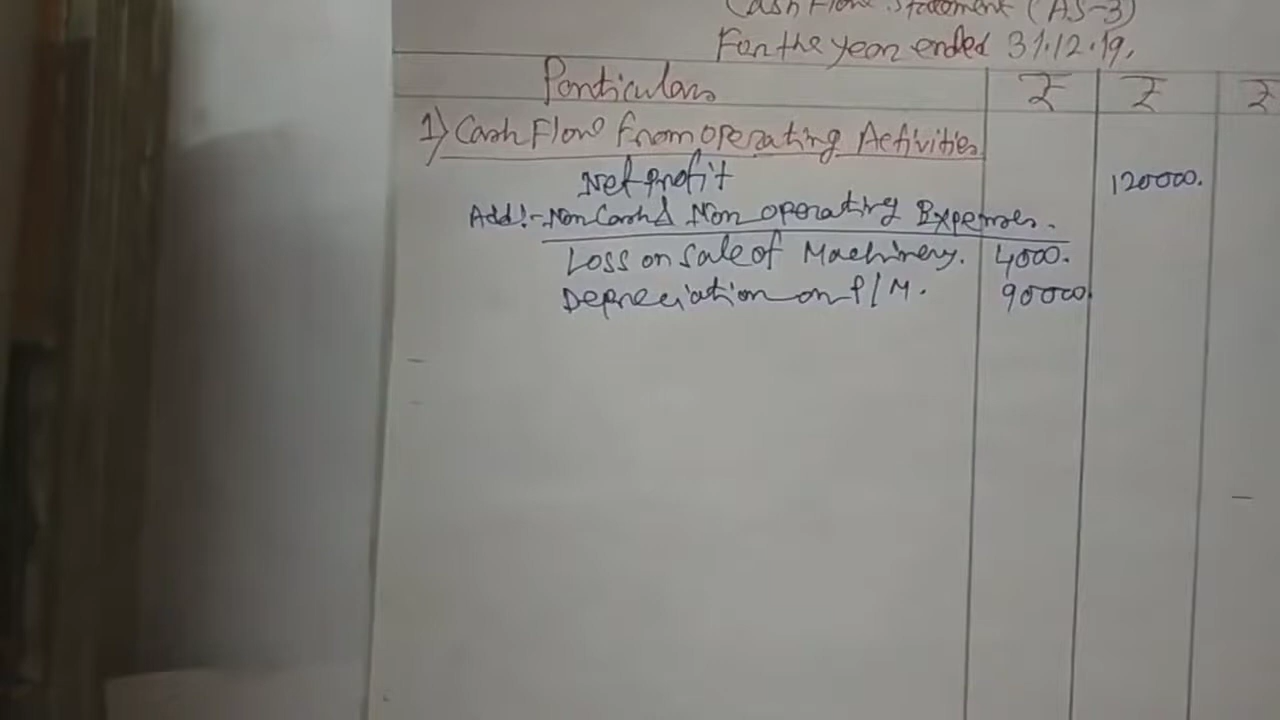 Cash Flow Statement (AS-3)
For the year ended 31.12.19.
Particulars ₹ ₹ ₹
1) Cash Flow from operating Activities
Net profit 120000.
Add:- Non Cash & Non operating Expenses.
Loss on sale of Machinery. 4000.
Depreciation on P/M. 90000